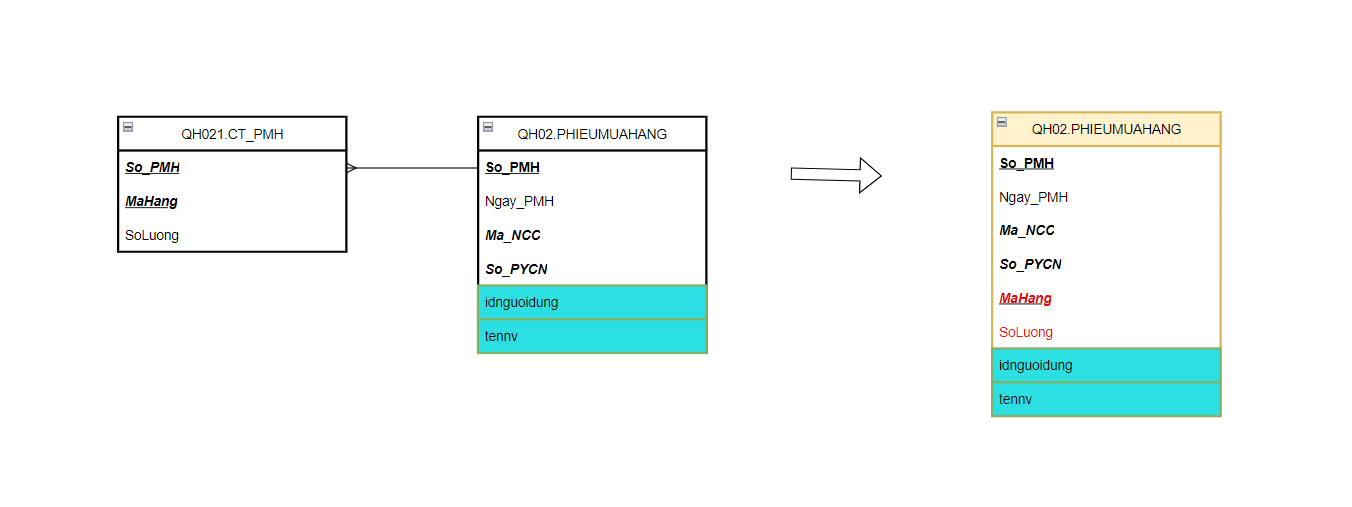 QH021.CT_PMH
So_PMH
MaHang
SoLuong
QH02.PHIEUMUAHANG
So_PMH
Ngay_PMH
Ma_NCC
So_PYCN
idnguoidung
tennv
QH02.PHIEUMUAHANG
So_PMH
Ngay_PMH
Ma_NCC
So_PYCN
MaHang
SoLuong
idnguoidung
tennv